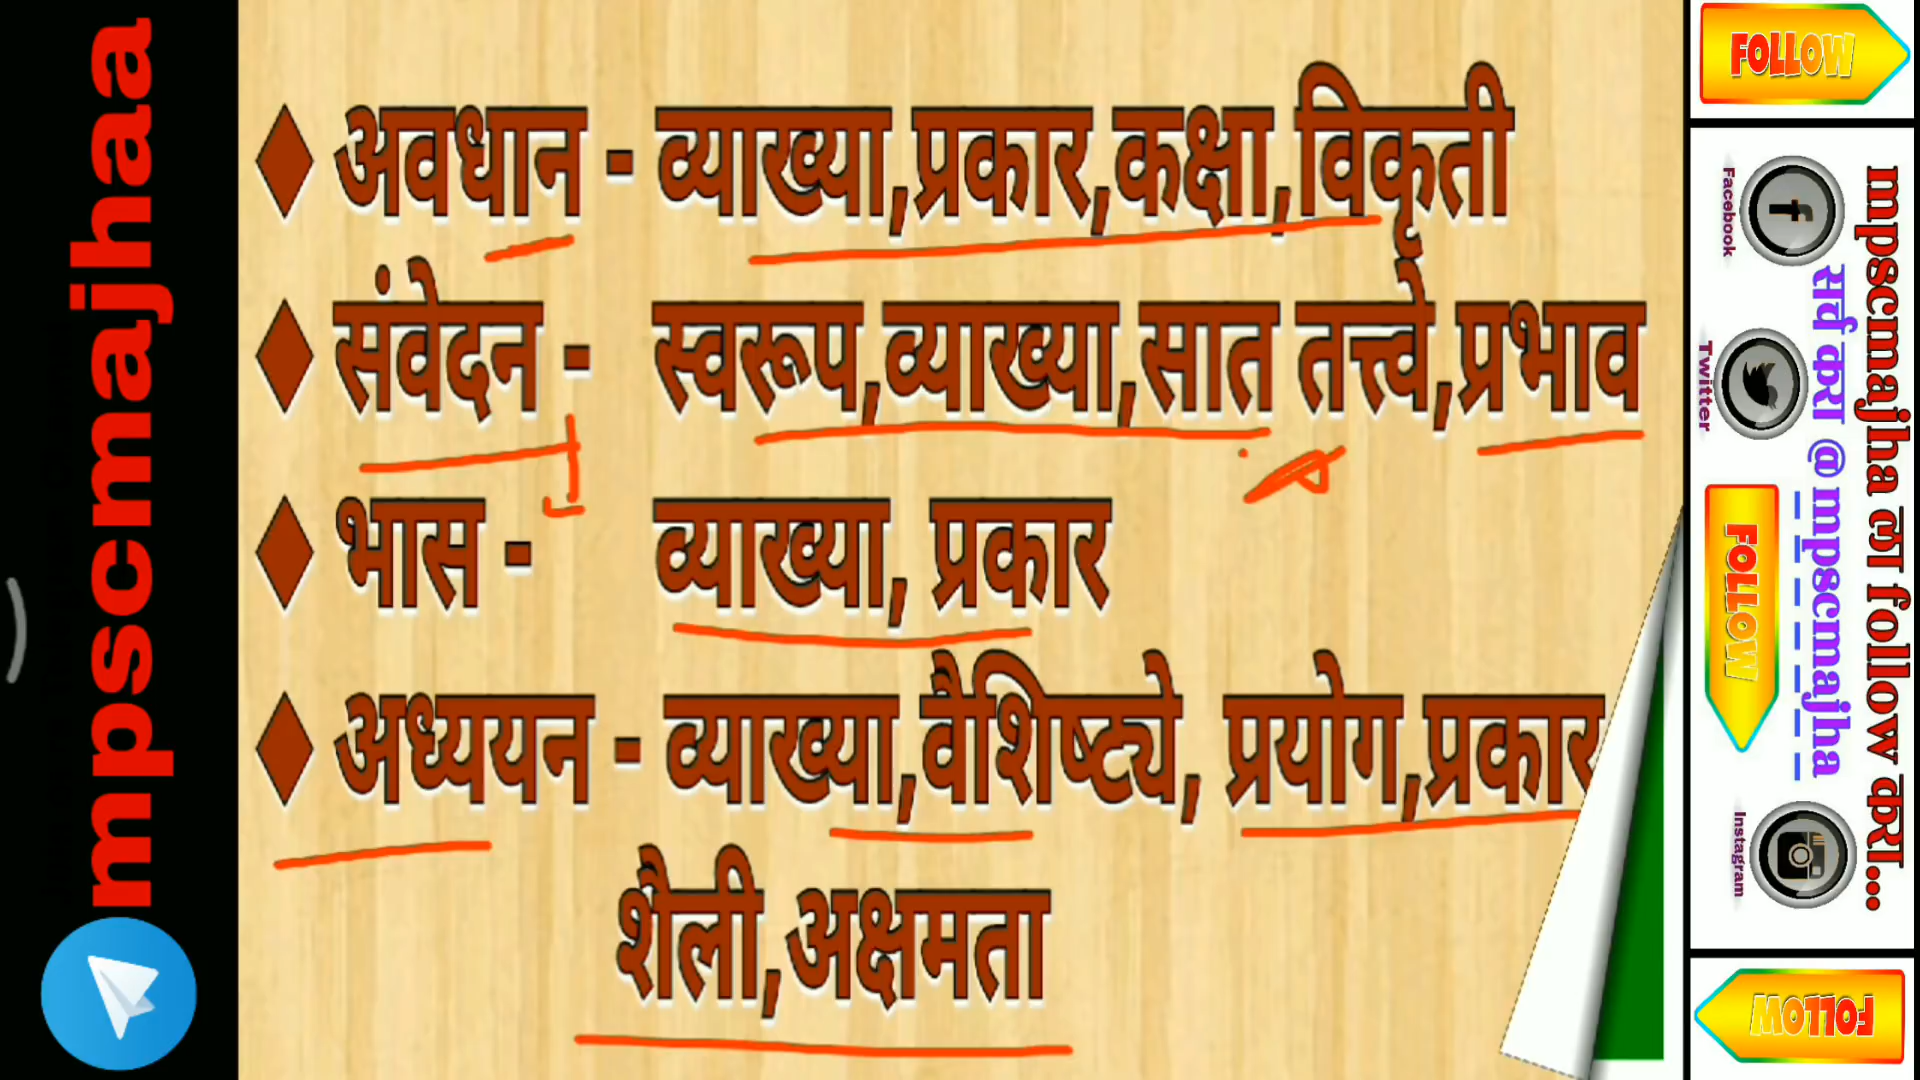 mpscmajhaa
◆ अवधान - व्याख्या,प्रकार,कक्षा,विकृती
◆ संवेदन - स्वरूप,व्याख्या,सात तत्त्वे,प्रभाव
◆ भास - व्याख्या, प्रकार
◆ अध्ययन - व्याख्या,वैशिष्ट्ये, प्रयोग,प्रकार
शैली,अक्षमता
FOLLOW
mpscmajha ला follow करा...
सर्च करा @mpscmajha
Facebook
Twitter
Instagram
FOLLOW
FOLLOW